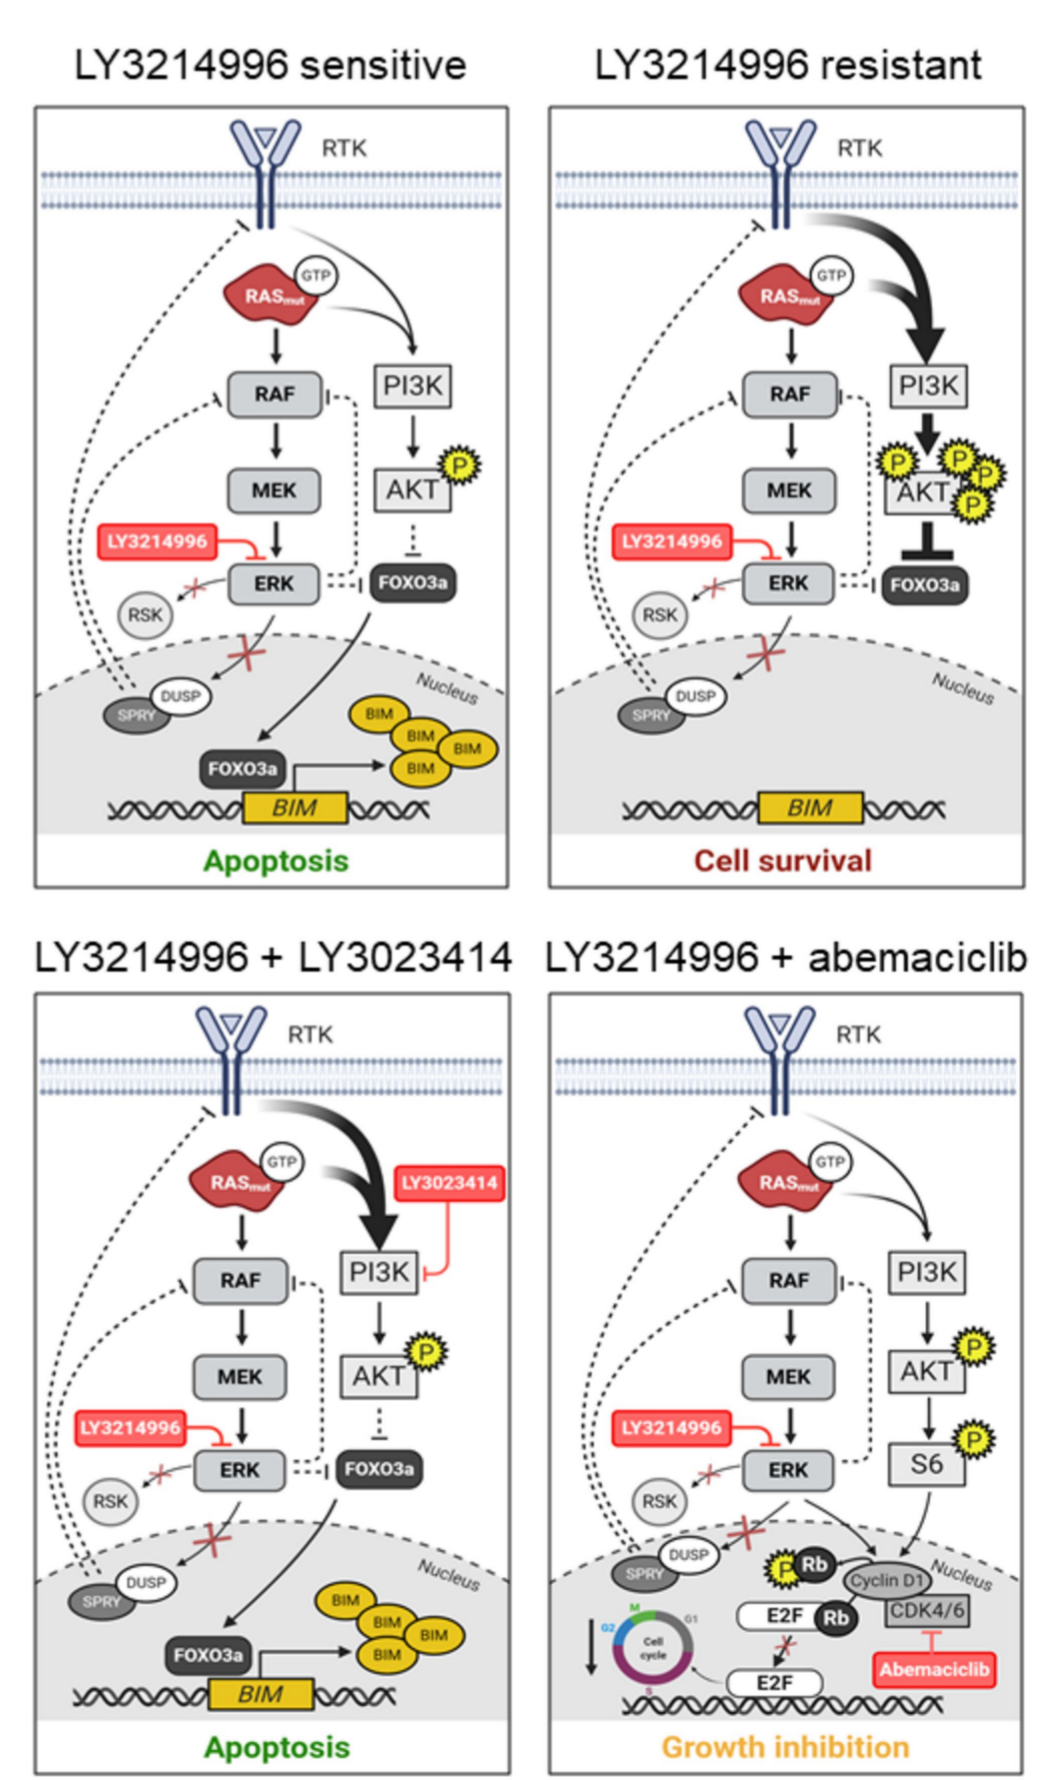 LY3214996 sensitive
RTK
GTP
RASmut
RAF
PI3K
P
MEK
AKT
LY3214996
ERK
FOXO3a
RSK
Nucleus
DUSP
SPRY
BIM
BIM
BIM
BIM
FOXO3a
BIM
Apoptosis
LY3214996 resistant
RTK
GTP
RASmut
RAF
PI3K
P
P
P
P
MEK
AKT
LY3214996
ERK
FOXO3a
RSK
Nucleus
DUSP
SPRY
BIM
Cell survival
LY3214996 + LY3023414
RTK
GTP
RASmut
LY3023414
RAF
PI3K
P
MEK
AKT
LY3214996
ERK
FOXO3a
RSK
Nucleus
DUSP
SPRY
BIM
BIM
BIM
BIM
FOXO3a
BIM
Apoptosis
LY3214996 + abemaciclib
RTK
GTP
RASmut
RAF
PI3K
P
MEK
AKT
LY3214996
P
ERK
S6
RSK
Nucleus
DUSP
SPRY
P
Rb
Cyclin D1
CDK4/6
E2F
Rb
M
G1
G2
S
Cell
cycle
Abemaciclib
E2F
Growth inhibition